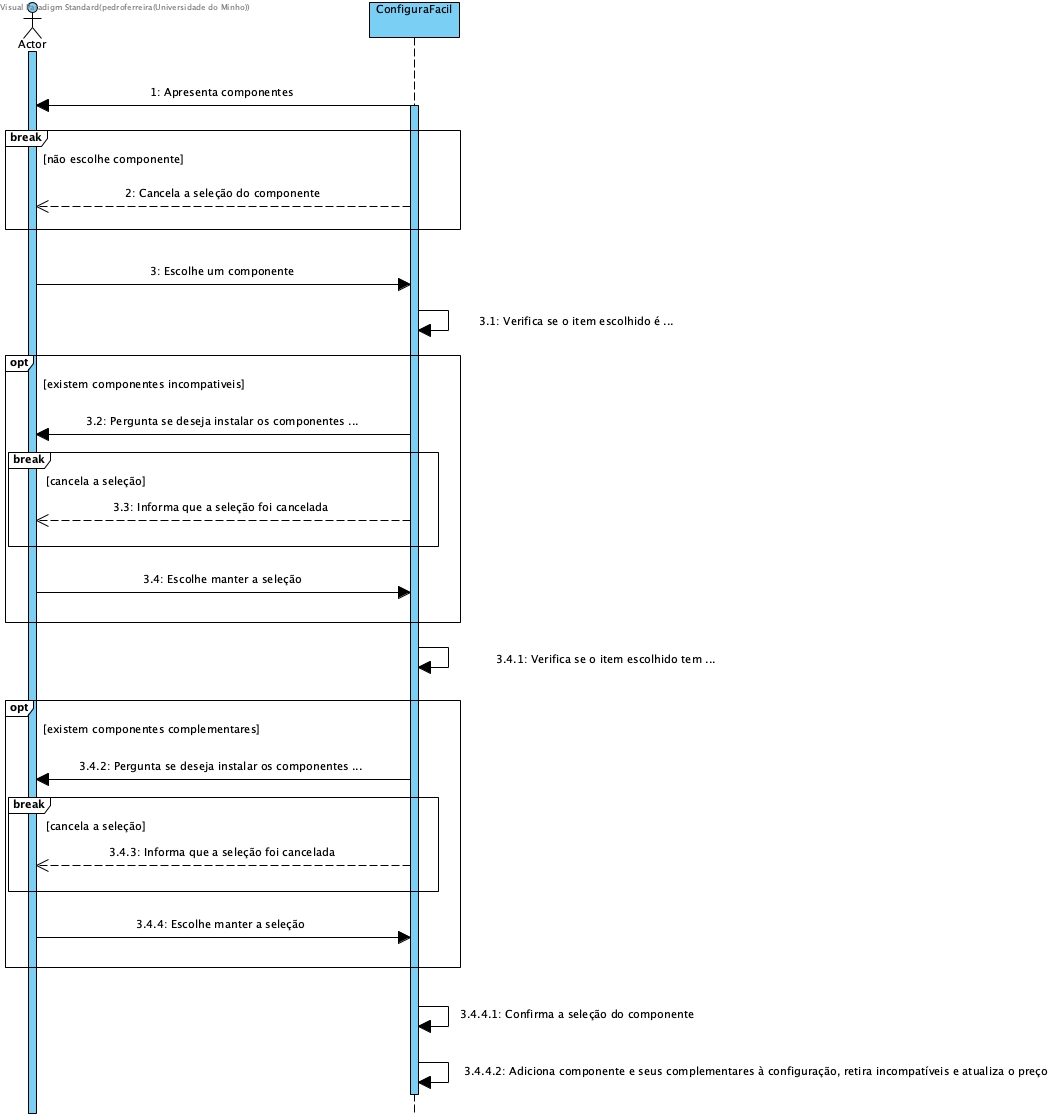 Visual Paradigm Standard(pedroferreira(Universidade do Minho))
ConfiguraFacil
Actor
1: Apresenta componentes
break
[não escolhe componente]
2: Cancela a seleção do componente
3: Escolhe um componente
3.1: Verifica se o item escolhido é ...
opt
[existem componentes incompativeis]
3.2: Pergunta se deseja instalar os componentes ...
break
[cancela a seleção]
3.3: Informa que a seleção foi cancelada
3.4: Escolhe manter a seleção
3.4.1: Verifica se o item escolhido tem ...
opt
[existem componentes complementares]
3.4.2: Pergunta se deseja instalar os componentes ...
break
[cancela a seleção]
3.4.3: Informa que a seleção foi cancelada
3.4.4: Escolhe manter a seleção
3.4.4.1: Confirma a seleção do componente
3.4.4.2: Adiciona componente e seus complementares à configuração, retira incompatíveis e atualiza o preço